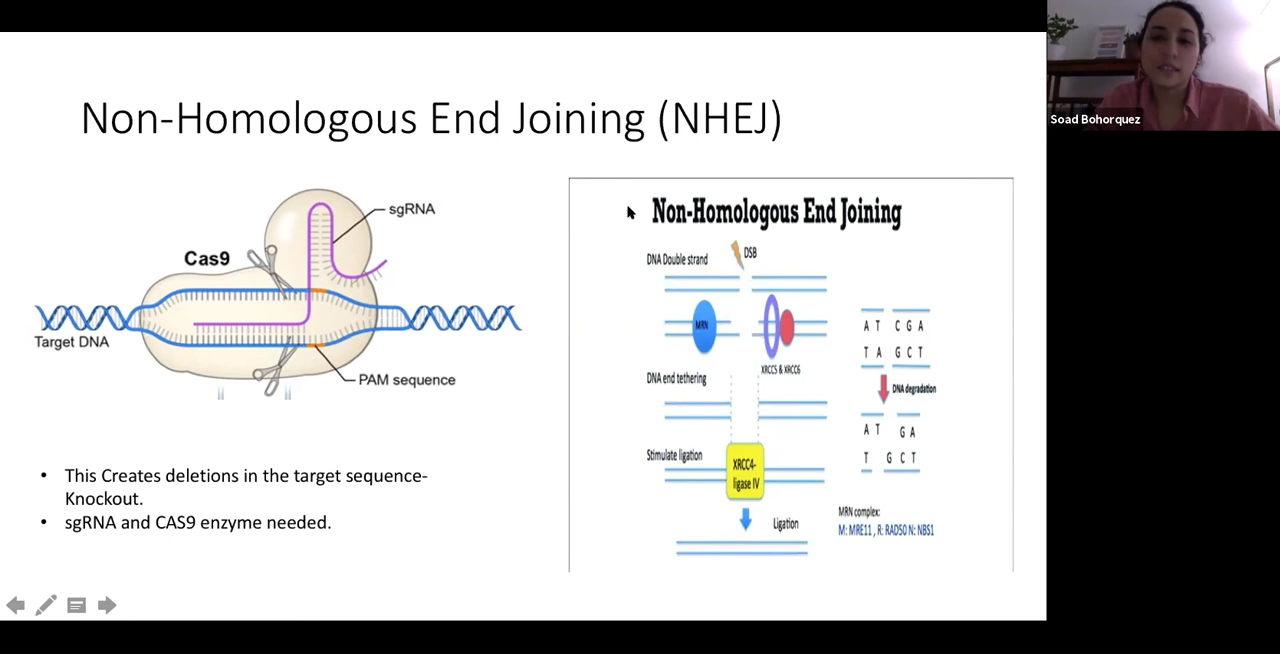 Non-Homologous End Joining (NHEJ)
Soad Bohorquez
sgRNA
Cas9
Target DNA
PAM sequence
• This Creates deletions in the target sequence-
Knockout.
• sgRNA and CAS9 enzyme needed.
Non-Homologous End Joining
DNA Double strand
DSB
MRN
XRCC5 & XRCC6
DNA end tethering
Stimulate ligation
XRCC4-
ligase IV
Ligation
A T C G A
T A G C T
DNA degradation
A T G A
T G C T
MRN complex:
M: MRE11 , R: RAD50 N: NBS1